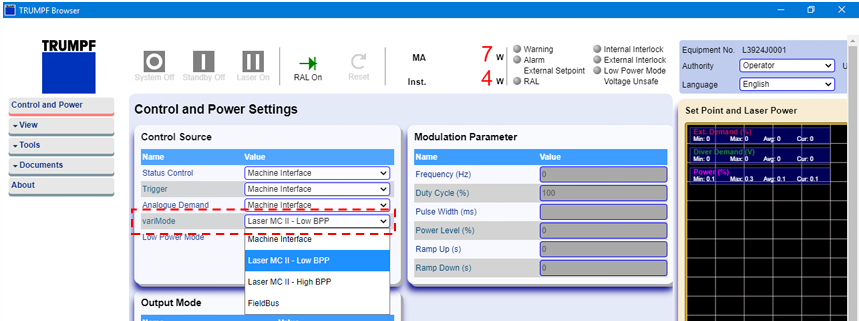 TRUMPF Browser
TRUMPF
System Off
Standby Off
Laser On
RAL On
Reset
MA 7 W
Inst. 4 W
Warning
Alarm
External Setpoint
RAL
Internal Interlock
External Interlock
Low Power Mode
Voltage Unsafe
Equipment No. L3924J0001
Authority Operator U
Language English
Control and Power
View
Tools
Documents
About
Control and Power Settings
Control Source
Name Value
Status Control Machine Interface
Trigger Machine Interface
Analogue Demand Machine Interface
variMode Laser MC II - Low BPP
Low Power Mode
Machine Interface
Laser MC II - Low BPP
Laser MC II - High BPP
FieldBus
Output Mode
Name Value
Modulation Parameter
Name Value
Frequency (Hz) 0
Duty Cycle (%) 100
Pulse Width (ms)
Power Level (%) 0
Ramp Up (s) 0
Ramp Down (s) 0
Set Point and Laser Power
Ext. Demand (%)
Min: 0 Max: 0 Avg: 0 Cur: 0
Diver Demand (V)
Min: 0 Max: 0 Avg: 0 Cur: 0
Power (%)
Min: 0.1 Max: 0.3 Avg: 0.1 Cur: 0.1